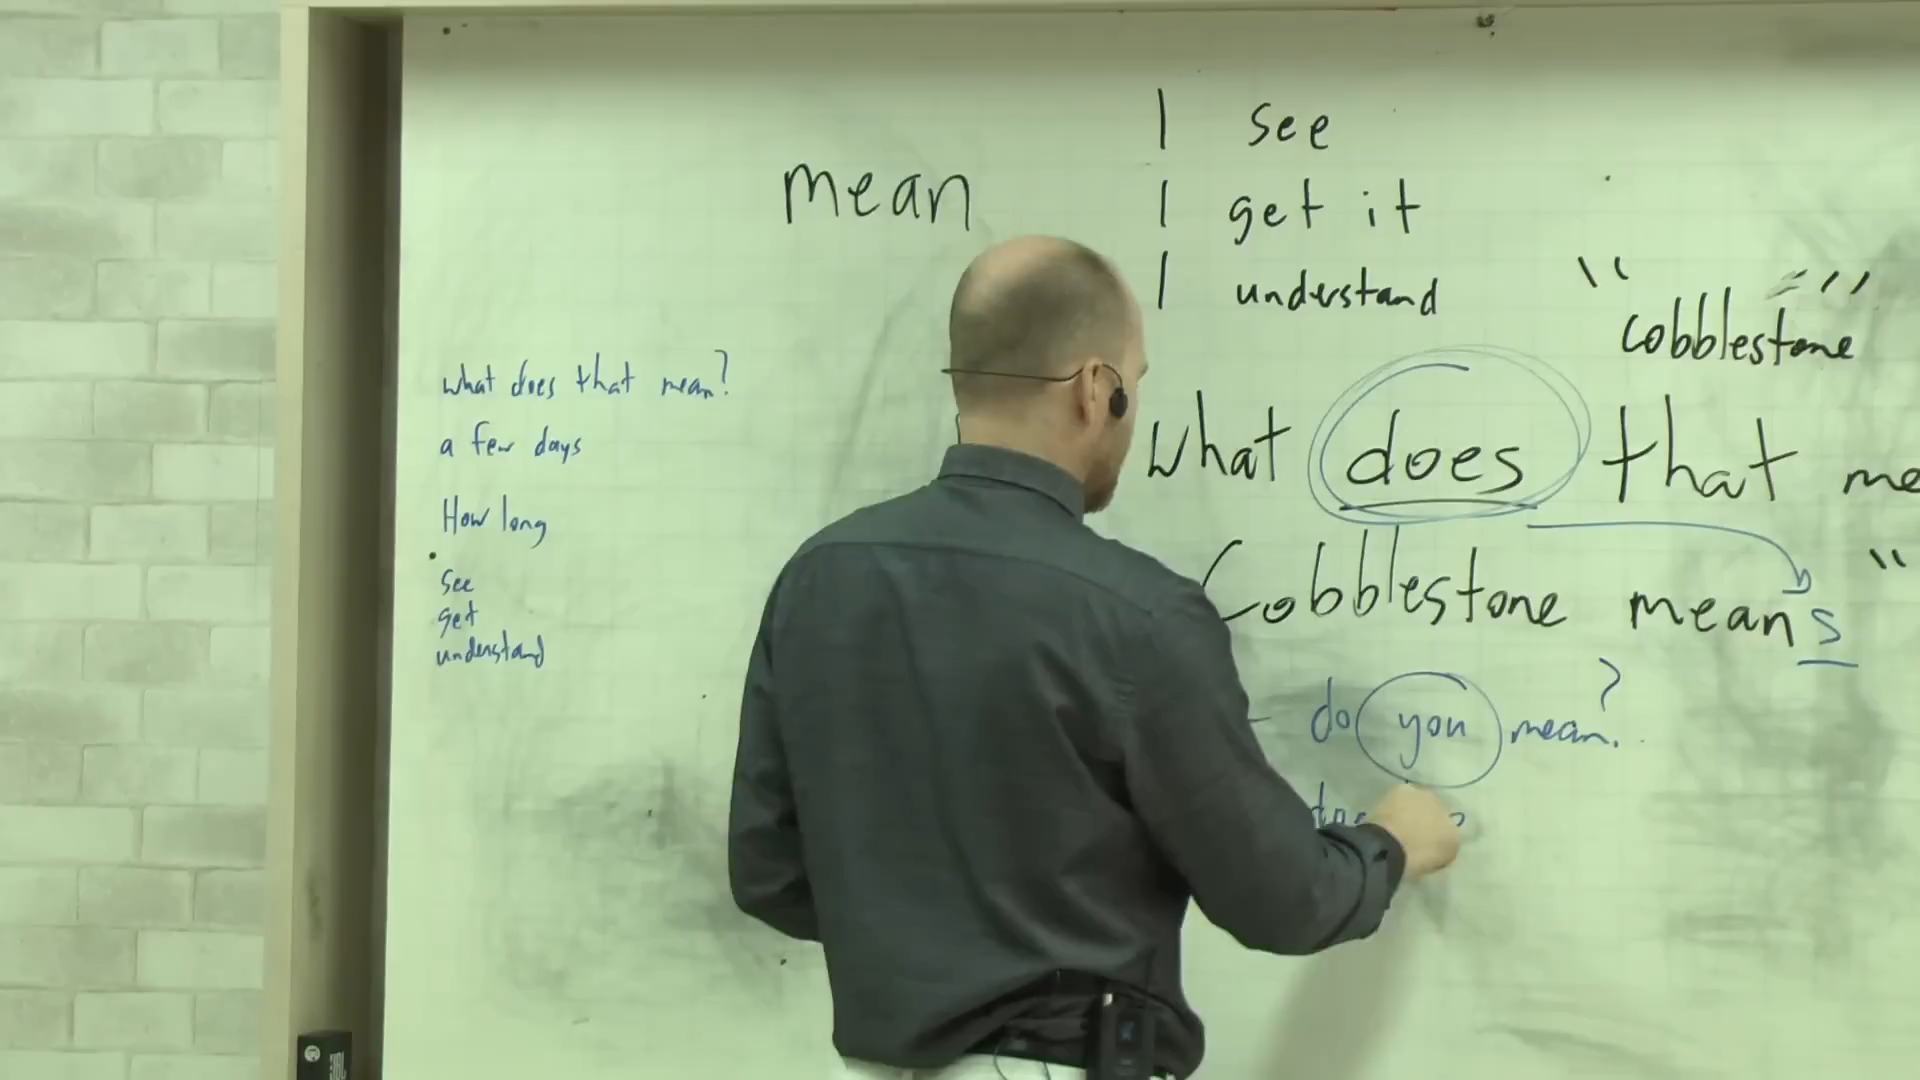 mean
I see
I get it
I understand
"cobblestone"
What does that
Cobblestone means "
do you mean?
what does that mean?
a few days
How long
see
get
understand
JBL